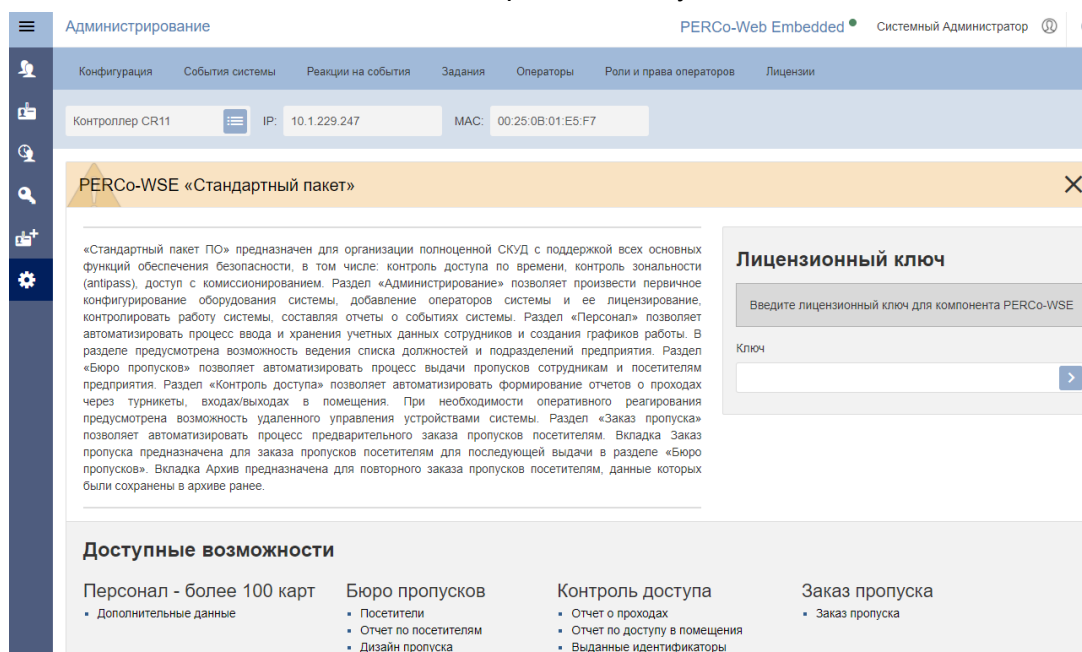 Администрирование
PERCo-Web Embedded
Системный Администратор
Конфигурация
События системы
Реакции на события
Задания
Операторы
Роли и права операторов
Лицензии
Контроллер CR11
IP: 10.1.229.247
MAC: 00:25:0B:01:E5:F7
PERCo-WSE «Стандартный пакет»
«Стандартный пакет ПО» предназначен для организации полноценной СКУД с поддержкой всех основных
функций обеспечения безопасности, в том числе: контроль доступа по времени, контроль зональности
(antipass), доступ с комиссионированием. Раздел «Администрирование» позволяет произвести первичное
конфигурирование оборудования системы, добавление операторов системы и ее лицензирование,
контролировать работу системы, составляя отчеты о событиях системы. Раздел «Персонал» позволяет
автоматизировать процесс ввода и хранения учетных данных сотрудников и создания графиков работы. В
разделе предусмотрена возможность ведения списка должностей и подразделений предприятия. Раздел
«Бюро пропусков» позволяет автоматизировать процесс выдачи пропусков сотрудникам и посетителям
предприятия. Раздел «Контроль доступа» позволяет автоматизировать формирование отчетов о проходах
через турникеты, входах/выходах в помещения. При необходимости оперативного реагирования
предусмотрена возможность удаленного управления устройствами системы. Раздел «Заказ пропуска»
позволяет автоматизировать процесс предварительного заказа пропусков посетителям. Вкладка Заказ
пропуска предназначена для заказа пропусков посетителям для последующей выдачи в разделе «Бюро
пропусков». Вкладка Архив предназначена для повторного заказа пропусков посетителям, данные которых
были сохранены в архиве ранее.
Лицензионный ключ
Введите лицензионный ключ для компонента PERCo-WSE
Ключ
Доступные возможности
Персонал - более 100 карт
Дополнительные данные
Бюро пропусков
Посетители
Отчет по посетителям
Дизайн пропуска
Контроль доступа
Отчет о проходах
Отчет по доступу в помещения
Выданные идентификаторы
Заказ пропуска
Заказ пропуска